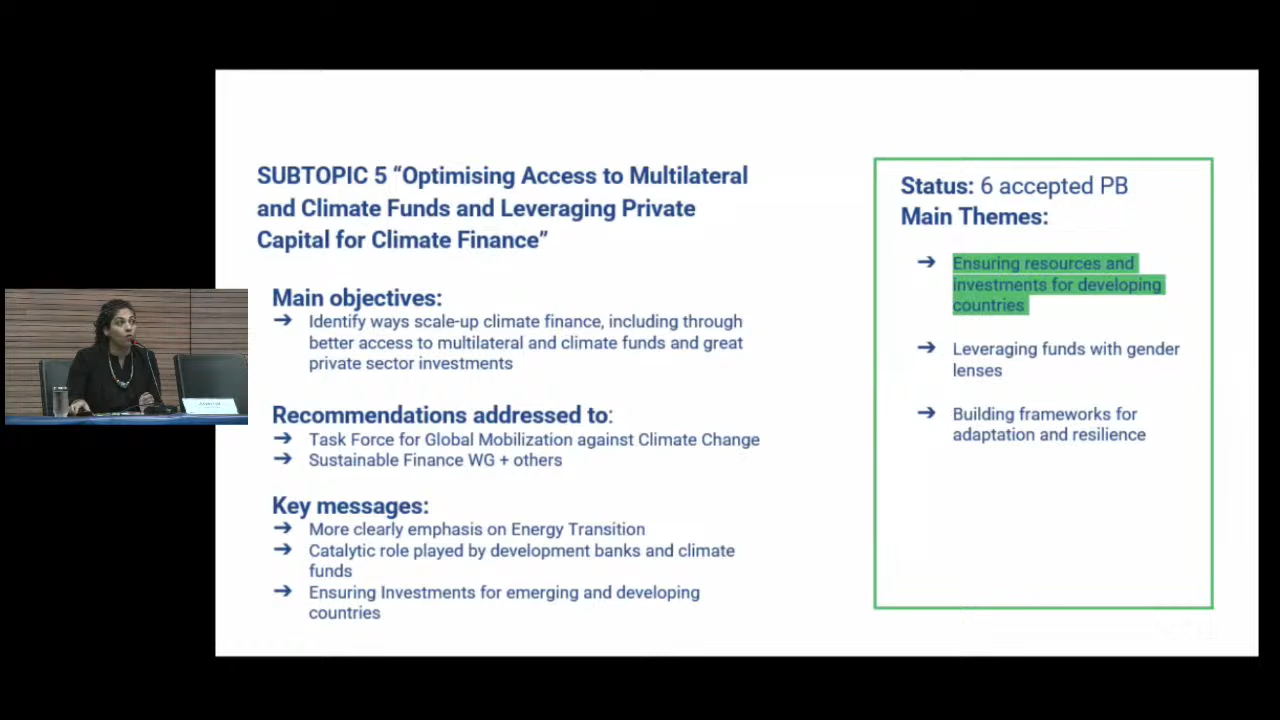 SUBTOPIC 5 “Optimising Access to Multilateral
and Climate Funds and Leveraging Private
Capital for Climate Finance”
Main objectives:
➔ Identify ways scale-up climate finance, including through
better access to multilateral and climate funds and great
private sector investments
Recommendations addressed to:
➔ Task Force for Global Mobilization against Climate Change
➔ Sustainable Finance WG + others
Key messages:
➔ More clearly emphasis on Energy Transition
➔ Catalytic role played by development banks and climate
funds
➔ Ensuring Investments for emerging and developing
countries
Status: 6 accepted PB
Main Themes:
➔ Ensuring resources and
investments for developing
countries
➔ Leveraging funds with gender
lenses
➔ Building frameworks for
adaptation and resilience